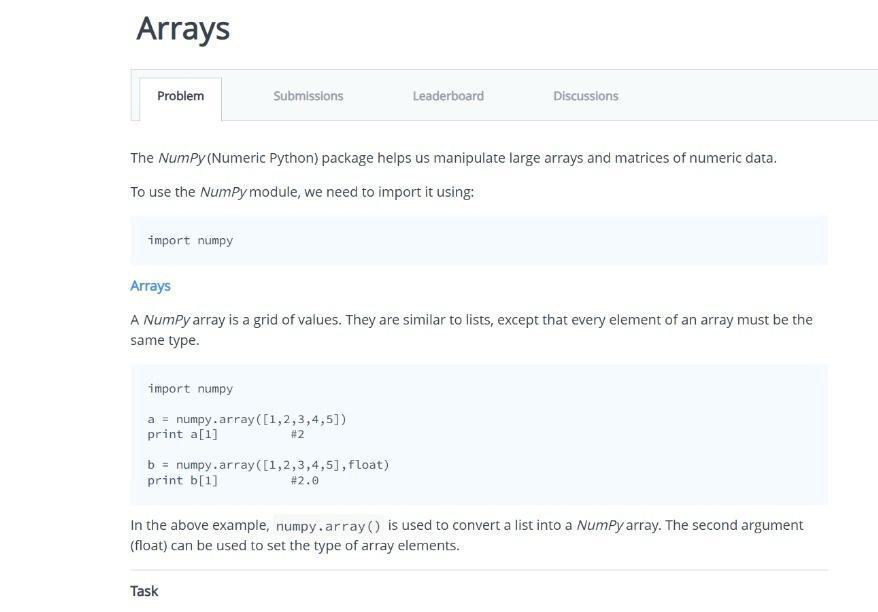 Arrays
Problem Submissions Leaderboard Discussions
The NumPy (Numeric Python) package helps us manipulate large arrays and matrices of numeric data.
To use the NumPy module, we need to import it using:
import numpy
Arrays
A NumPy array is a grid of values. They are similar to lists, except that every element of an array must be the
same type.
import numpy
a = numpy.array([1,2,3,4,5])
print a[1]          #2
b = numpy.array([1,2,3,4,5],float)
print b[1]          #2.0
In the above example, numpy.array() is used to convert a list into a NumPy array. The second argument
(float) can be used to set the type of array elements.
Task